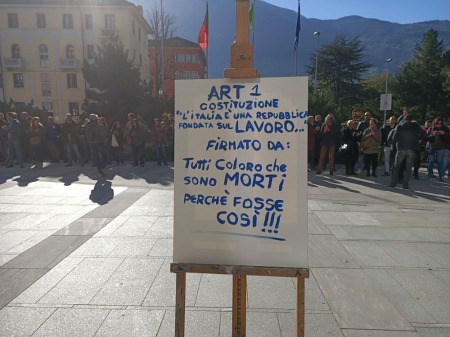 ART 1
COSTITUZIONE
"L'ITALIA È UNA REPUBBLICA
FONDATA SUL LAVORO..."
FIRMATO DA:
TUTTI COLORO CHE
SONO MORTI
PERCHÈ FOSSE
COSÌ!!!